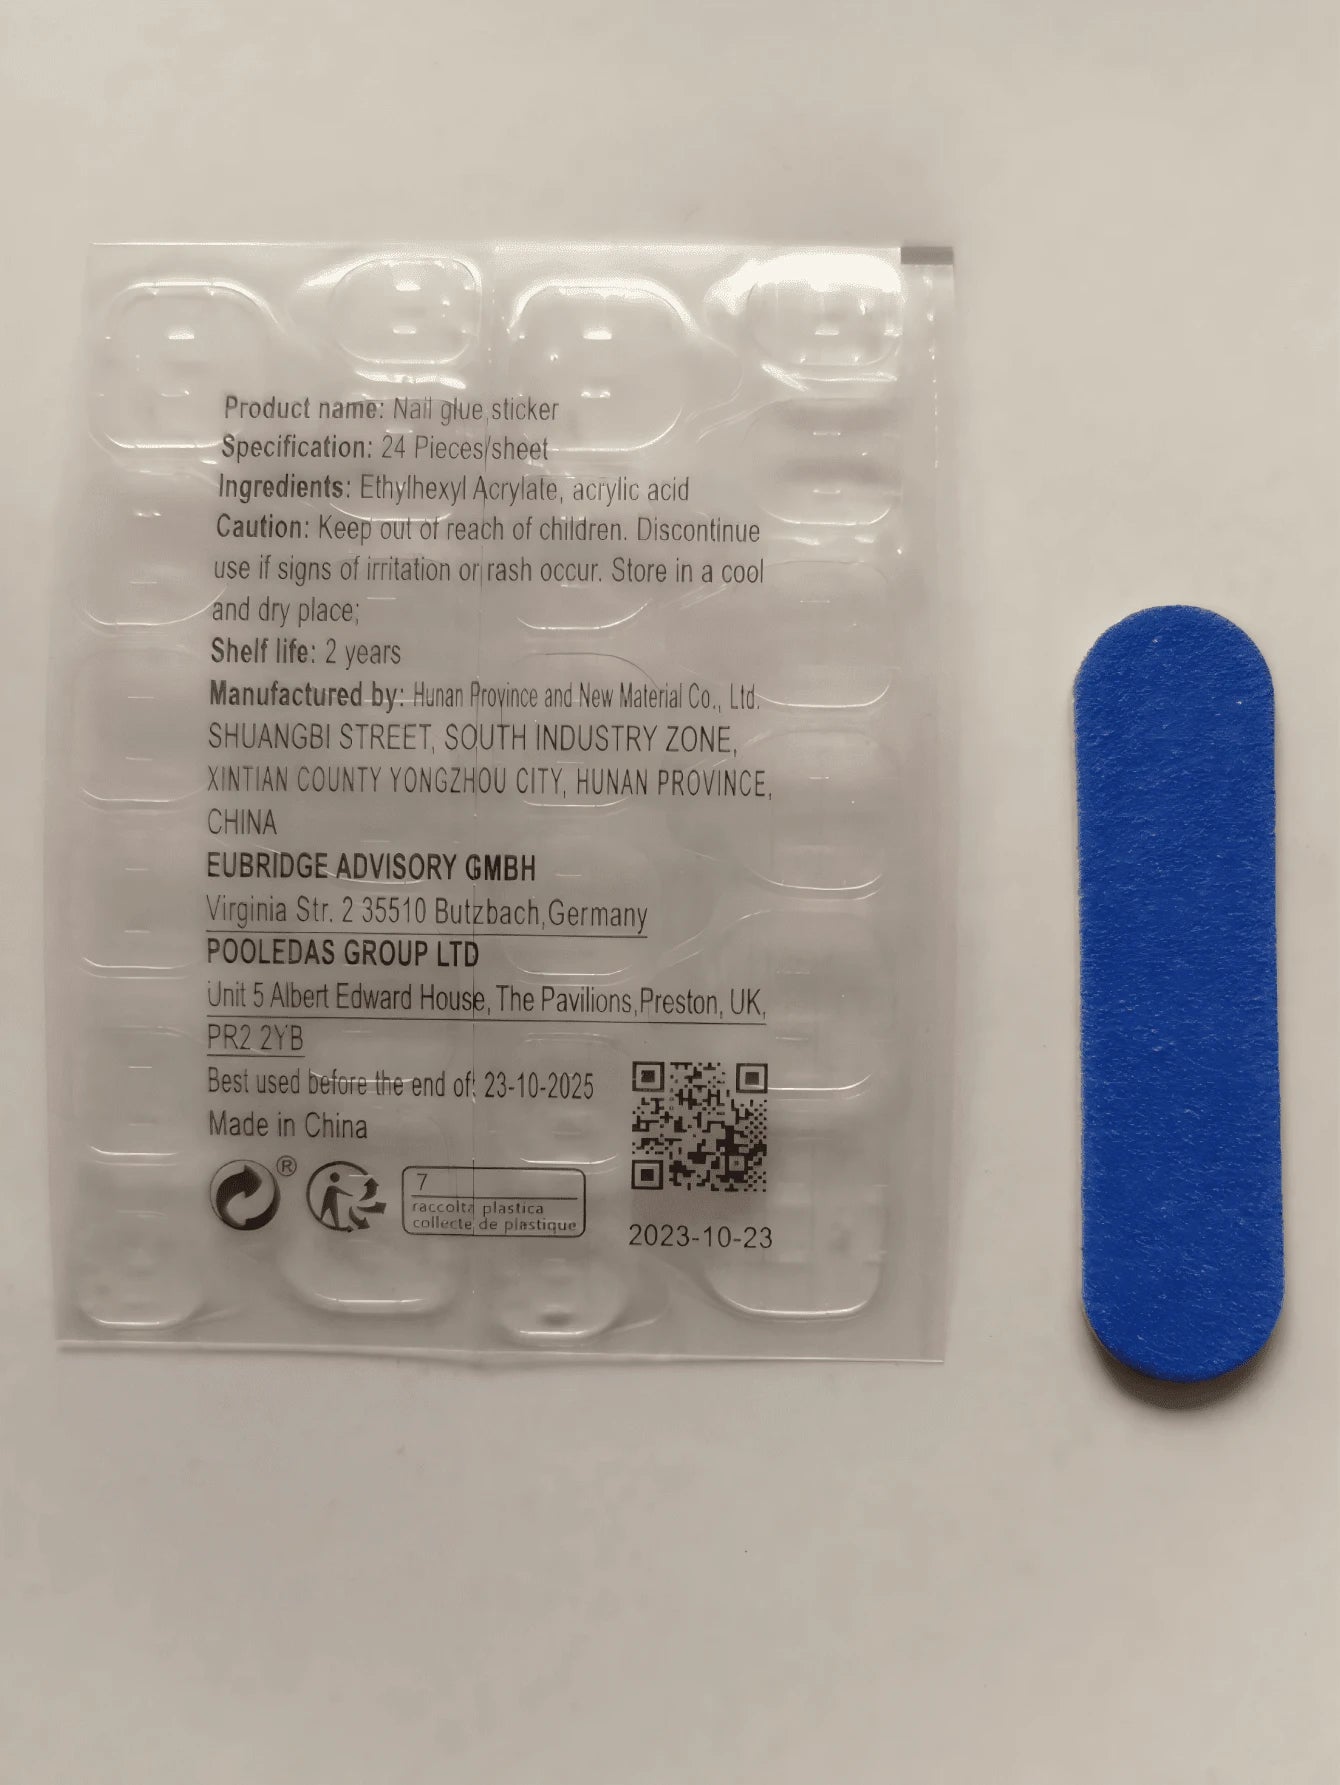 Product name: Nail glue sticker
Specification: 24 Pieces/sheet
Ingredients: Ethylhexyl Acrylate, acrylic acid
Caution: Keep out of reach of children. Discontinue
use if signs of irritation or rash occur. Store in a cool
and dry place;
Shelf life: 2 years
Manufactured by: Hunan Province and New Material Co., Ltd.
SHUANGBI STREET, SOUTH INDUSTRY ZONE,
XINTIAN COUNTY YONGZHOU CITY, HUNAN PROVINCE,
CHINA
EUBRIDGE ADVISORY GMBH
Virginia Str. 2 35510 Butzbach,Germany
POOLEDAS GROUP LTD
Unit 5 Albert Edward House, The Pavilions,Preston, UK,
PR2 2YB
Best used before the end of: 23-10-2025
Made in China
®
7
raccolta plastica
collecte de plastique
2023-10-23